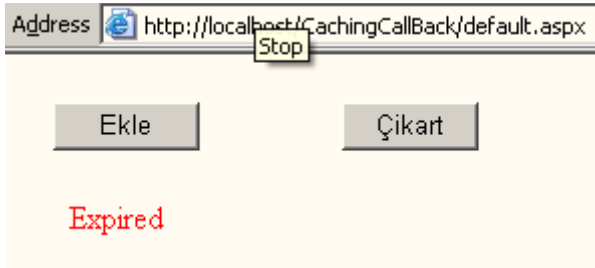 Address http://localhost/CachingCallBack/default.aspx
Stop
Ekle Çikart
Expired